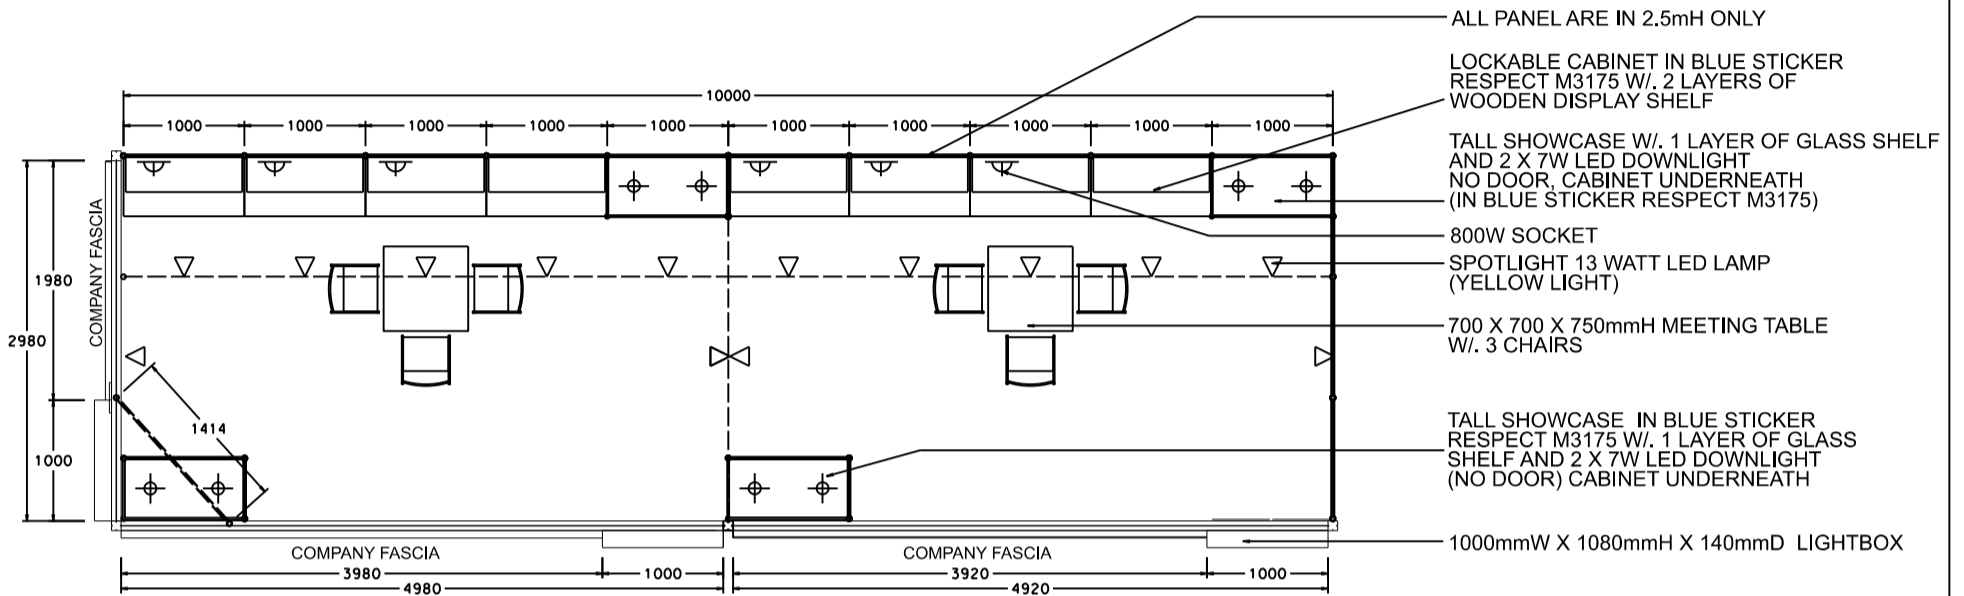 ALL PANEL ARE IN 2.5mH ONLY
LOCKABLE CABINET IN BLUE STICKER
RESPECT M3175 W/. 2 LAYERS OF
WOODEN DISPLAY SHELF
TALL SHOWCASE W/. 1 LAYER OF GLASS SHELF
AND 2 X 7W LED DOWNLIGHT
NO DOOR, CABINET UNDERNEATH
(IN BLUE STICKER RESPECT M3175)
800W SOCKET
SPOTLIGHT 13 WATT LED LAMP
(YELLOW LIGHT)
700 X 700 X 750mmH MEETING TABLE
W/. 3 CHAIRS
TALL SHOWCASE IN BLUE STICKER
RESPECT M3175 W/. 1 LAYER OF GLASS
SHELF AND 2 X 7W LED DOWNLIGHT
(NO DOOR) CABINET UNDERNEATH
1000mmW X 1080mmH X 140mmD LIGHTBOX
10000
1000 1000 1000 1000 1000 1000 1000 1000 1000 1000
COMPANY FASCIA
1980
2980
1000
1414
COMPANY FASCIA COMPANY FASCIA
3980 1000 3920 1000
4980 4920